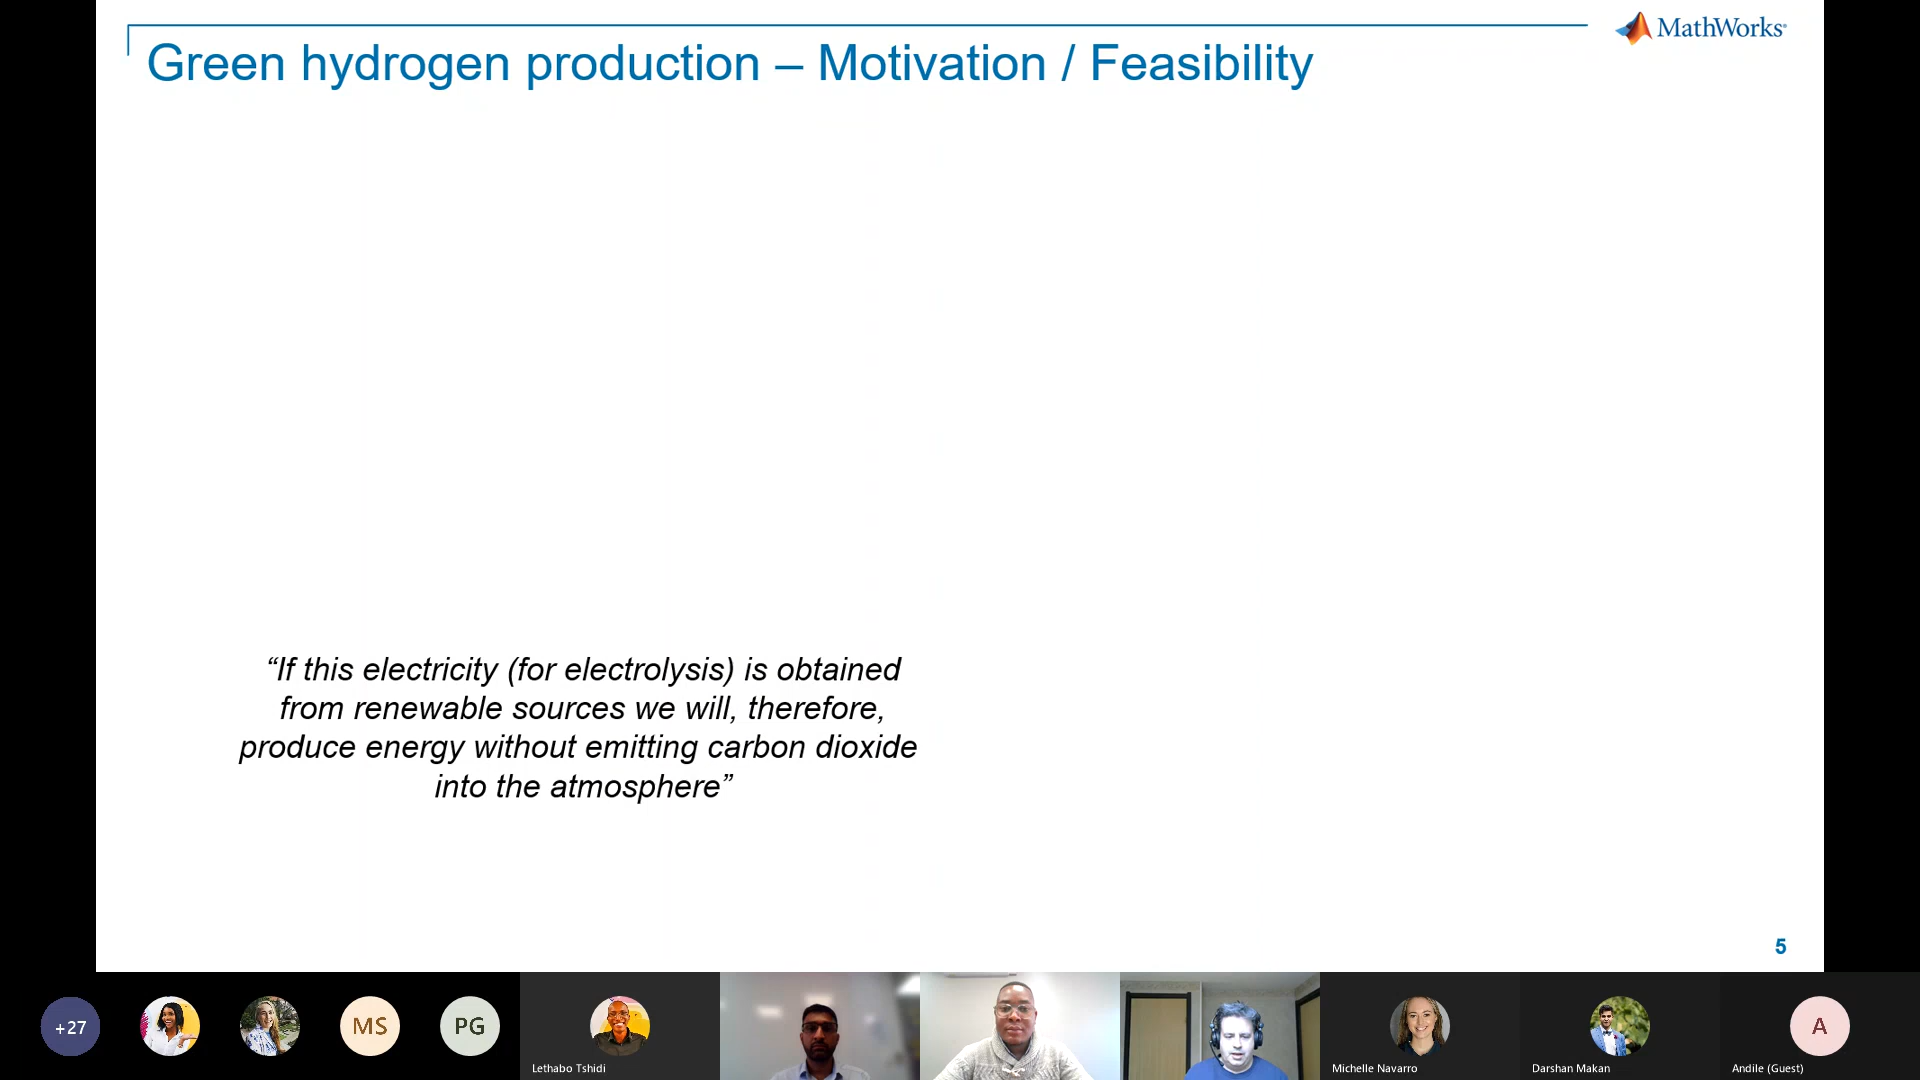 MathWorks®
Green hydrogen production – Motivation / Feasibility
“If this electricity (for electrolysis) is obtained
from renewable sources we will, therefore,
produce energy without emitting carbon dioxide
into the atmosphere”
5
+27
MS
PG
Lethabo Tshidi
Michelle Navarro
Darshan Makan
A
Andile (Guest)